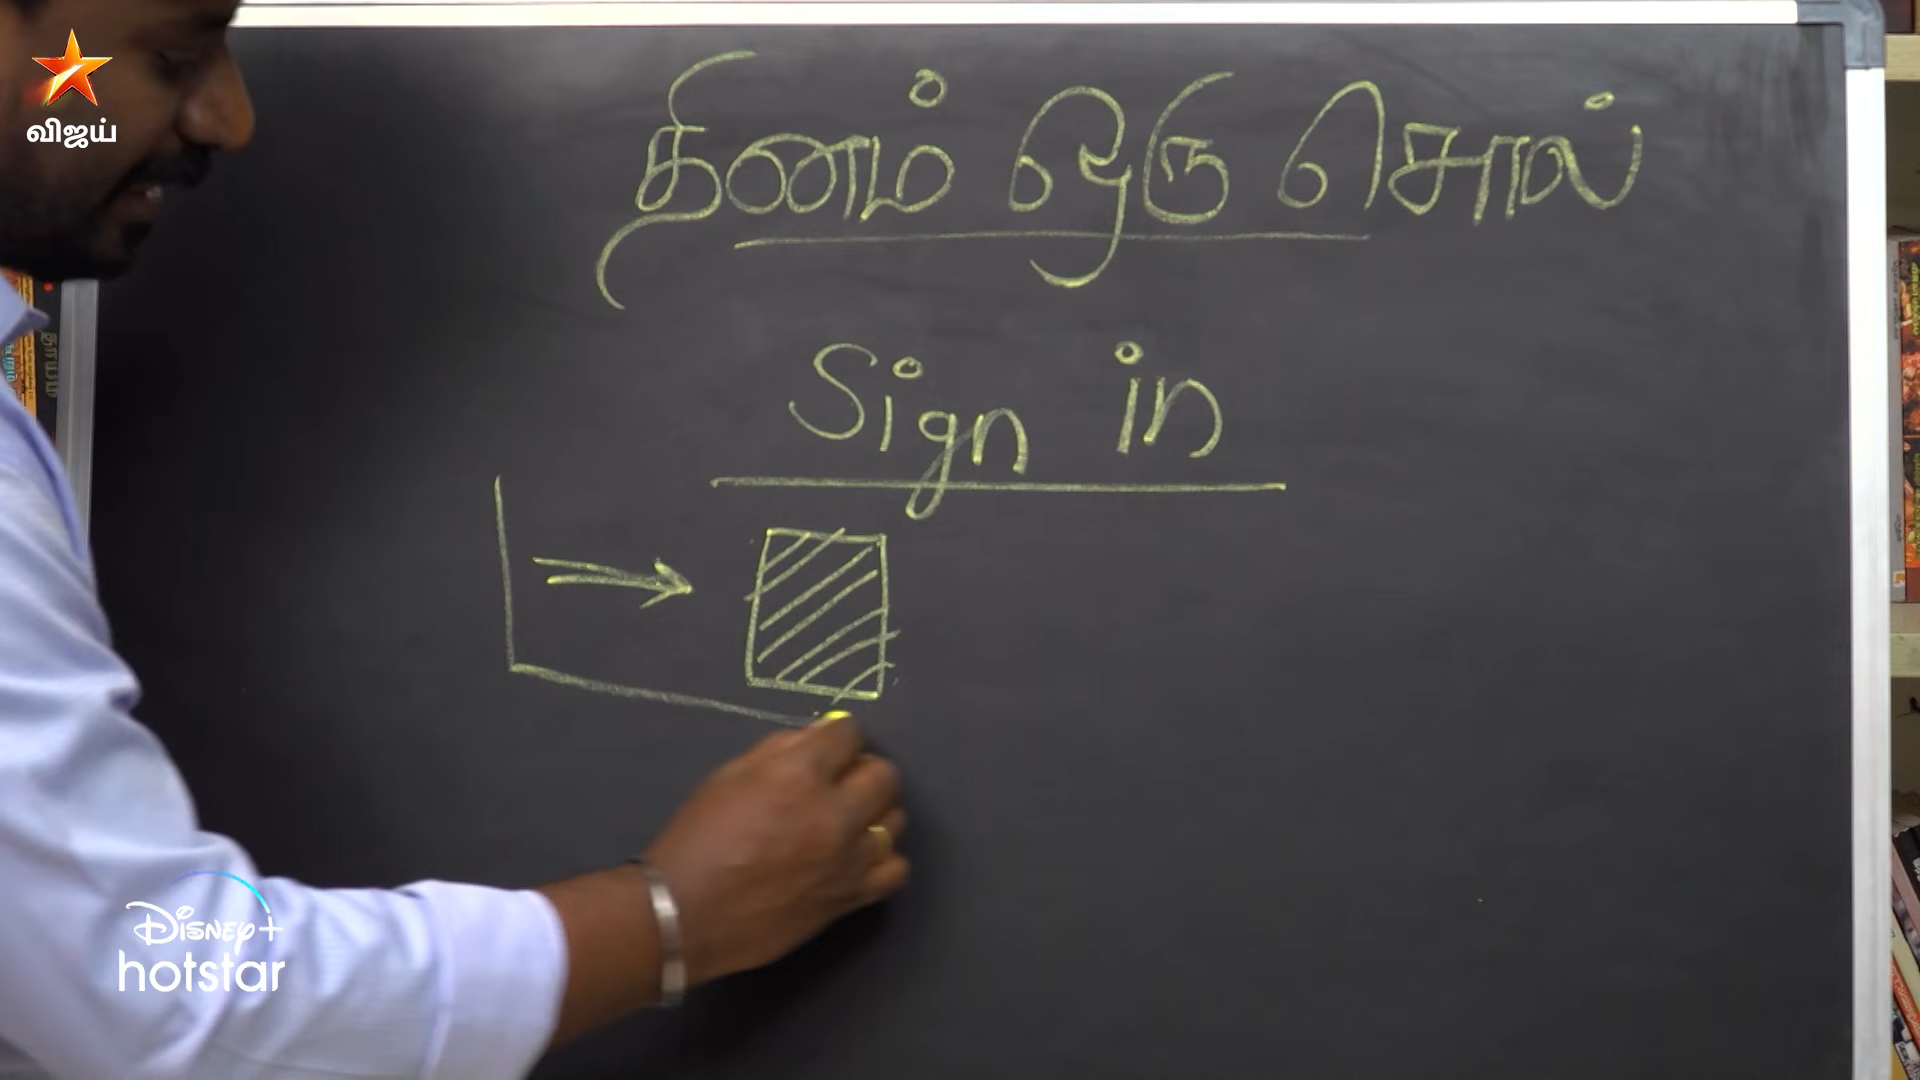 விஜய்
தினம் ஒரு சொல்
Sign in
Disney+
hotstar